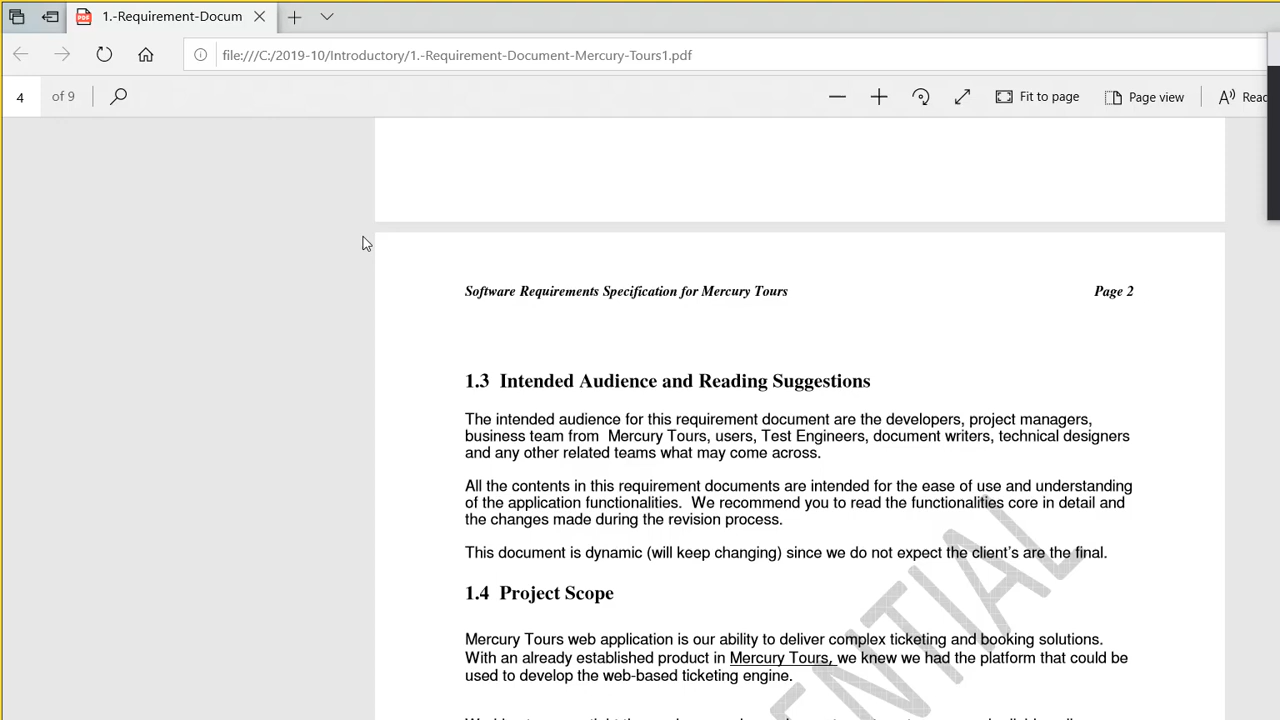 1.-Requirement-Docum
file:///C:/2019-10/Introductory/1.-Requirement-Document-Mercury-Tours1.pdf
4 of 9
Fit to page
Page view
Software Requirements Specification for Mercury Tours Page 2
1.3 Intended Audience and Reading Suggestions
The intended audience for this requirement document are the developers, project managers,
business team from Mercury Tours, users, Test Engineers, document writers, technical designers
and any other related teams what may come across.
All the contents in this requirement documents are intended for the ease of use and understanding
of the application functionalities. We recommend you to read the functionalities core in detail and
the changes made during the revision process.
This document is dynamic (will keep changing) since we do not expect the client's are the final.
1.4 Project Scope
Mercury Tours web application is our ability to deliver complex ticketing and booking solutions.
With an already established product in Mercury Tours, we knew we had the platform that could be
used to develop the web-based ticketing engine.
ENTIAL